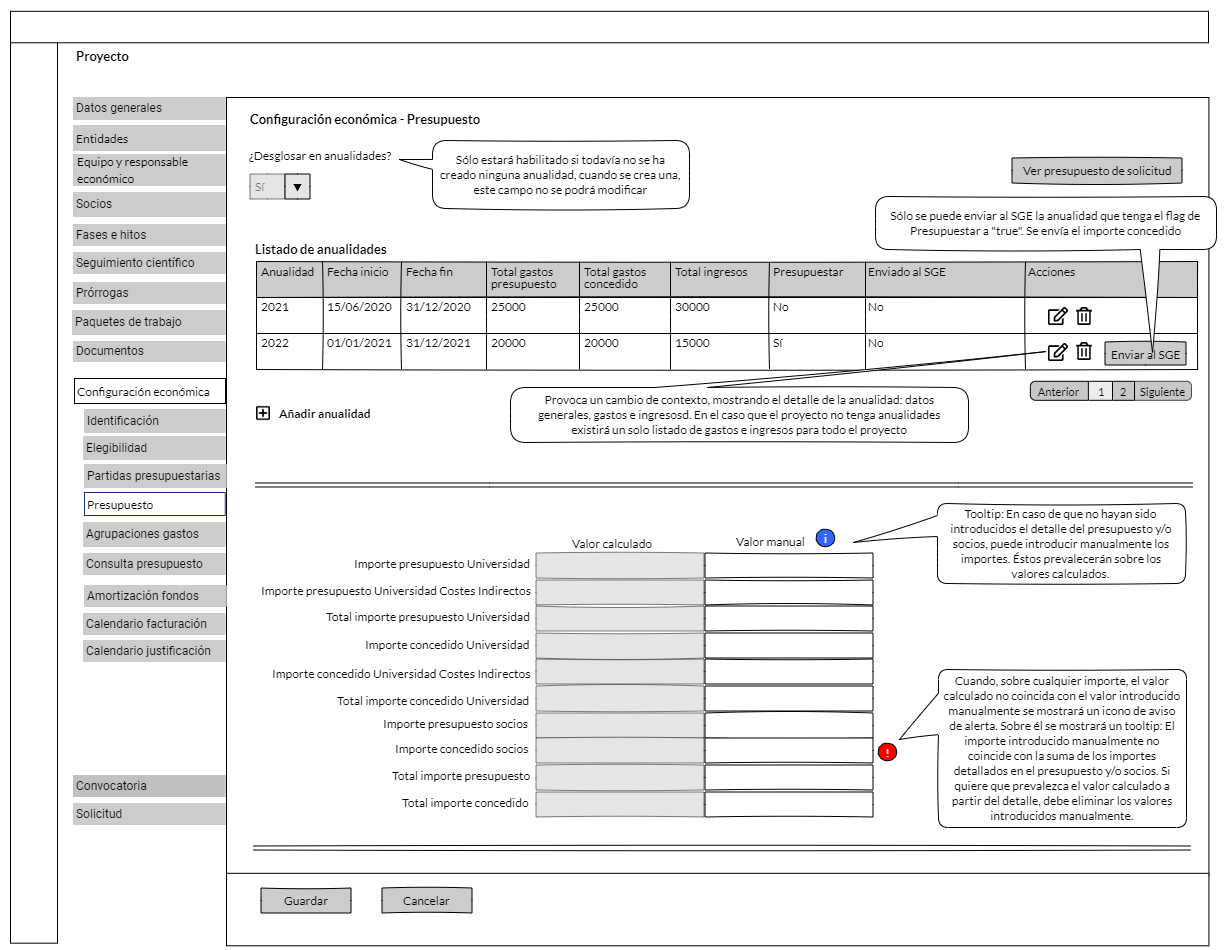 Proyecto
Datos generales
Entidades
Equipo y responsable
económico
Socios
Fases e hitos
Seguimiento científico
Prórrogas
Paquetes de trabajo
Documentos
Configuración económica
Identificación
Elegibilidad
Partidas presupuestarias
Presupuesto
Agrupaciones gastos
Consulta presupuesto
Amortización fondos
Calendario facturación
Calendario justificación
Convocatoria
Solicitud
Configuración económica - Presupuesto
¿Desglosar en anualidades?
Sí
Sólo estará habilitado si todavía no se ha
creado ninguna anualidad, cuando se crea una,
este campo no se podrá modificar
Ver presupuesto de solicitud
Sólo se puede enviar al SGE la anualidad que tenga el flag de
Presupuestar a "true". Se envía el importe concedido
Listado de anualidades
Anualidad Fecha inicio Fecha fin Total gastos presupuesto Total gastos concedido Total ingresos Presupuestar Enviado al SGE Acciones
2021 15/06/2020 31/12/2020 25000 25000 30000 No No
2022 01/01/2021 31/12/2021 20000 20000 15000 Sí No Enviar al SGE
Anterior 1 2 Siguiente
Añadir anualidad
Provoca un cambio de contexto, mostrando el detalle de la anualidad: datos
generales, gastos e ingresosd. En el caso que el proyecto no tenga anualidades
existirá un solo listado de gastos e ingresos para todo el proyecto
Valor calculado Valor manual i
Tooltip: En caso de que no hayan sido
introducidos el detalle del presupuesto y/o
socios, puede introducir manualmente los
importes. Éstos prevalecerán sobre los
valores calculados.
Importe presupuesto Universidad
Importe presupuesto Universidad Costes Indirectos
Total importe presupuesto Universidad
Importe concedido Universidad
Importe concedido Universidad Costes Indirectos
Total importe concedido Universidad
Importe presupuesto socios
Importe concedido socios
Total importe presupuesto
Total importe concedido
!
Cuando, sobre cualquier importe, el valor
calculado no coincida con el valor introducido
manualmente se mostrará un icono de aviso
de alerta. Sobre él se mostrará un tooltip: El
importe introducido manualmente no
coincide con la suma de los importes
detallados en el presupuesto y/o socios. Si
quiere que prevalezca el valor calculado a
partir del detalle, debe eliminar los valores
introducidos manualmente.
Guardar Cancelar